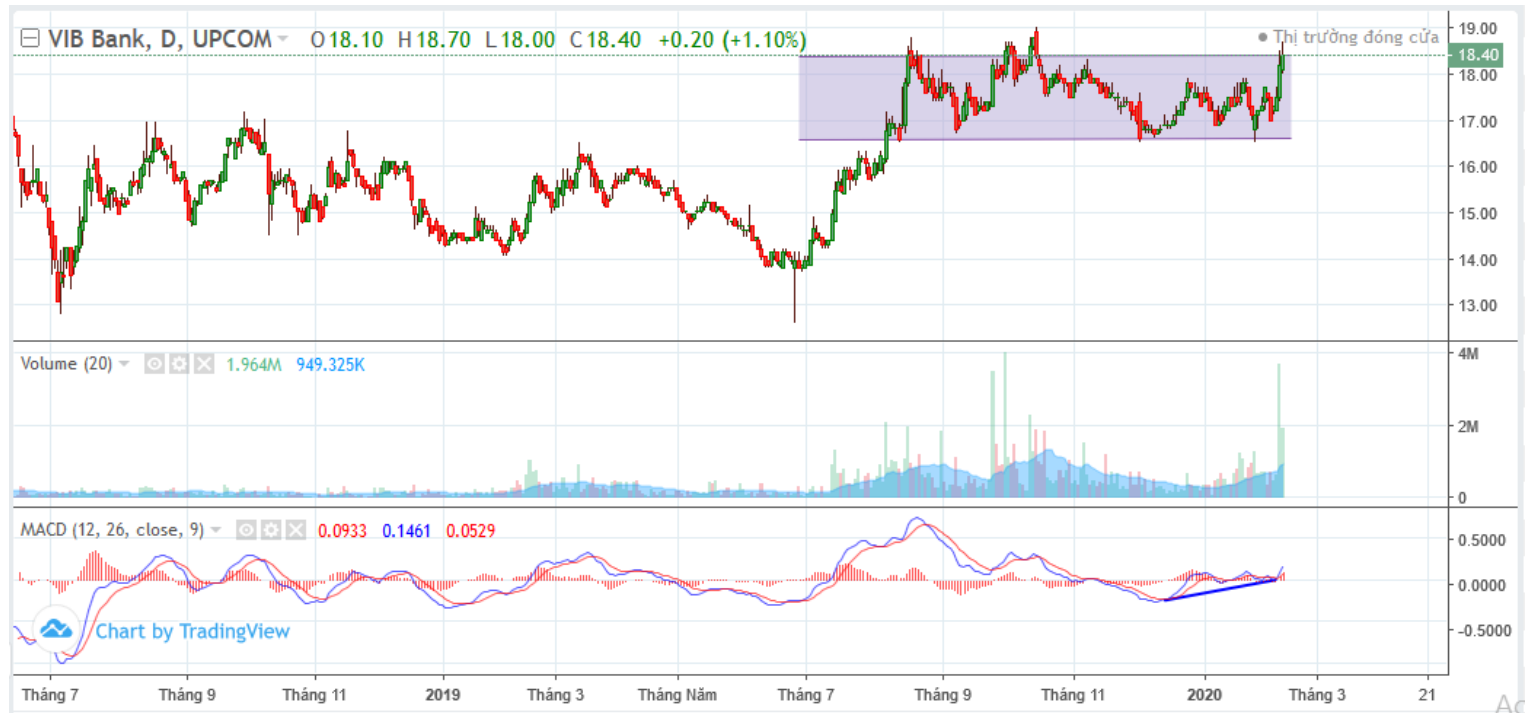 VIB Bank, D, UPCOM O18.10 H18.70 L18.00 C18.40 +0.20 (+1.10%)
Thị trường đóng cửa
19.00
18.40
18.00
17.00
16.00
15.00
14.00
13.00
Volume (20) 1.964M 949.325K
4M
2M
0
MACD (12, 26, close, 9) 0.0933 0.1461 0.0529
0.5000
0.0000
-0.5000
Chart by TradingView
Tháng 7 Tháng 9 Tháng 11 2019 Tháng 3 Tháng Năm Tháng 7 Tháng 9 Tháng 11 2020 Tháng 3 21